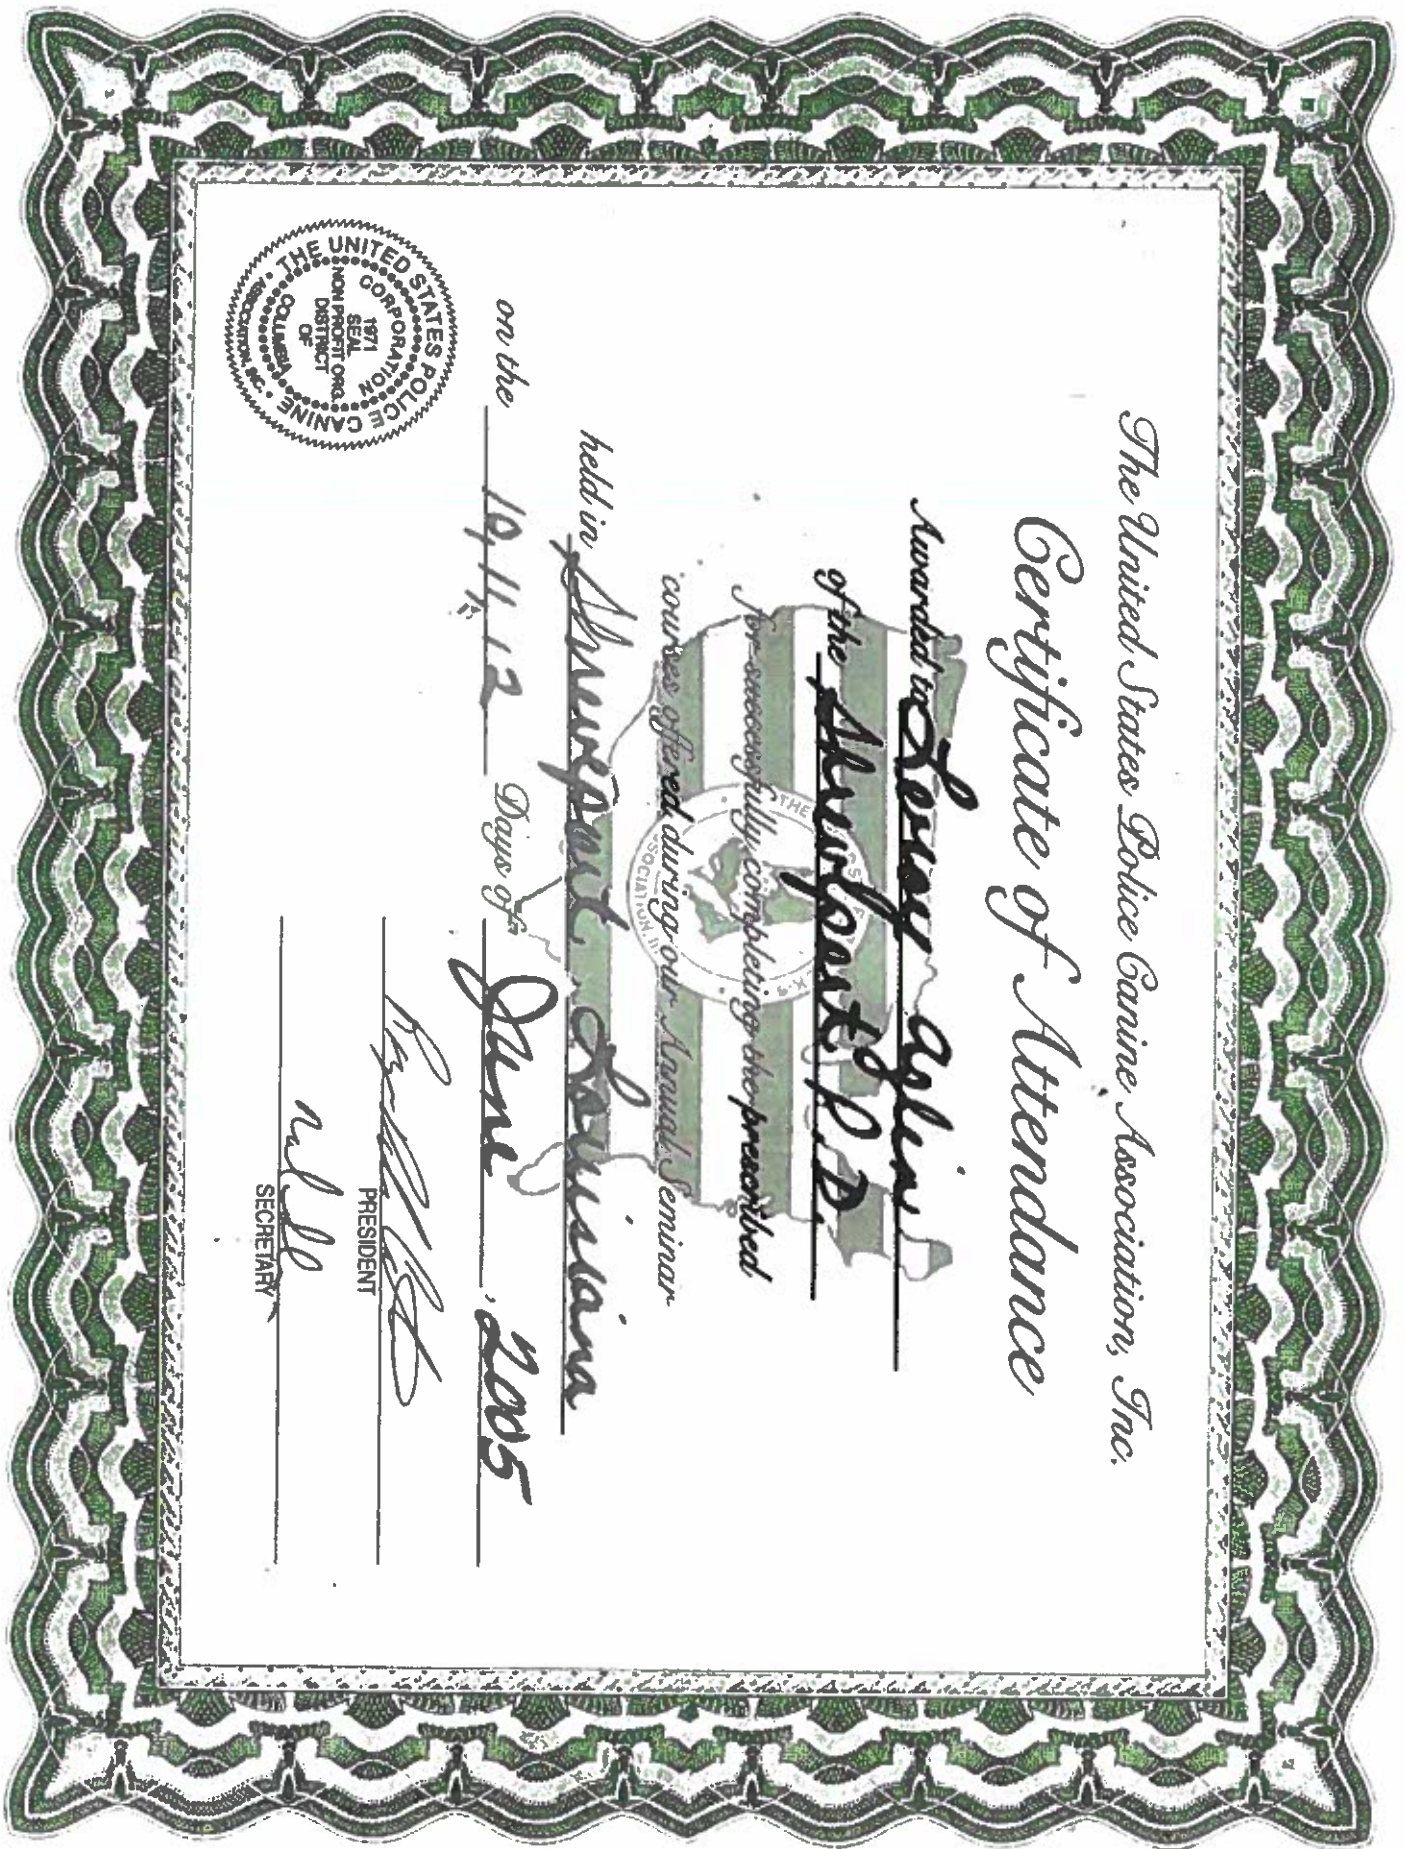 The United States Police Canine Association, Inc.
Certificate of Attendance
Awarded to Leroy
of the Shreveport P.D.
for successfully completing the prescribed
courses offered during our Annual Seminar
held in Shreveport, Louisiana
on the 10, 11, 12 Days of June, 2005
PRESIDENT
SECRETARY
THE UNITED STATES POLICE CANINE ASSOCIATION, INC.
CORPORATION
1971
SEAL
NON PROFIT ORG.
DISTRICT
OF
COLUMBIA